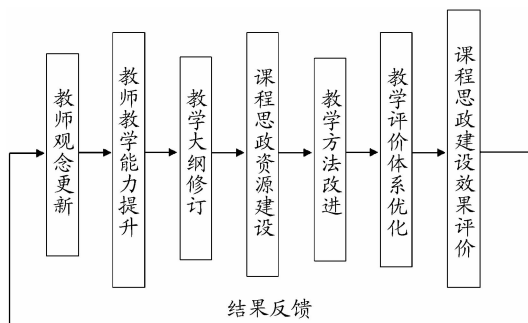 教师观念更新
教师教学能力提升
教学大纲修订
课程思政资源建设
教学方法改进
教学评价体系优化
课程思政建设效果评价
结果反馈